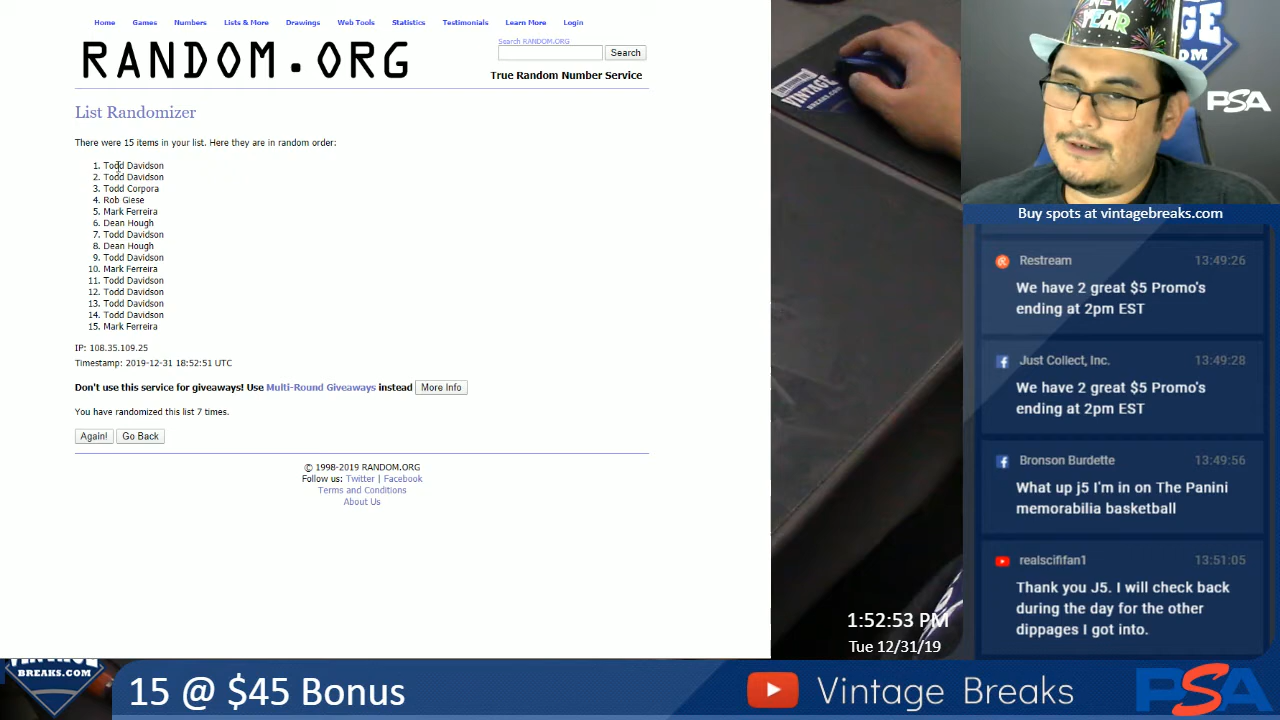 Home Games Numbers Lists & More Drawings Web Tools Statistics Testimonials Learn More Login
RANDOM.ORG
Search RANDOM.ORG
Search
True Random Number Service
List Randomizer
There were 15 items in your list. Here they are in random order:
1. Todd Davidson
2. Todd Davidson
3. Todd Corpora
4. Rob Giese
5. Mark Ferreira
6. Dean Hough
7. Todd Davidson
8. Dean Hough
9. Todd Davidson
10. Mark Ferreira
11. Todd Davidson
12. Todd Davidson
13. Todd Davidson
14. Todd Davidson
15. Mark Ferreira
IP: 108.35.109.25
Timestamp: 2019-12-31 18:52:51 UTC
Don't use this service for giveaways! Use Multi-Round Giveaways instead More Info
You have randomized this list 7 times.
Again! Go Back
© 1998-2019 RANDOM.ORG
Follow us: Twitter | Facebook
Terms and Conditions
About Us
VINTAGE
BREAKS.COM
NEW
YEAR
PSA
Buy spots at vintagebreaks.com
Restream 13:49:26
We have 2 great $5 Promo's
ending at 2pm EST
Just Collect, Inc. 13:49:28
We have 2 great $5 Promo's
ending at 2pm EST
Bronson Burdette 13:49:56
What up j5 I'm in on The Panini
memorabilia basketball
realscififan1 13:51:05
Thank you J5. I will check back
during the day for the other
dippages I got into.
1:52:53 PM
Tue 12/31/19
BREAKS.COM
15 @ $45 Bonus
Vintage Breaks
PSA